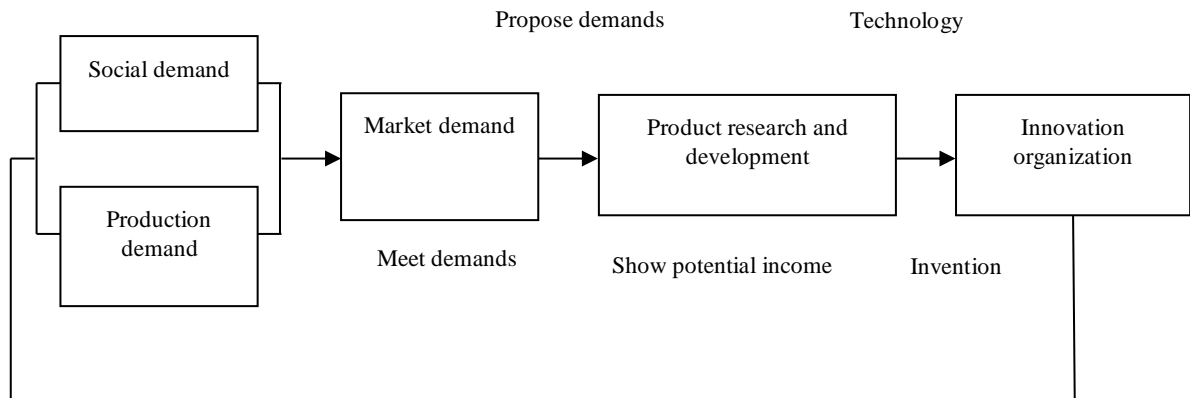 Propose demands
Technology
Social demand
Market demand
Product research and
development
Innovation
organization
Production
demand
Meet demands
Show potential income
Invention